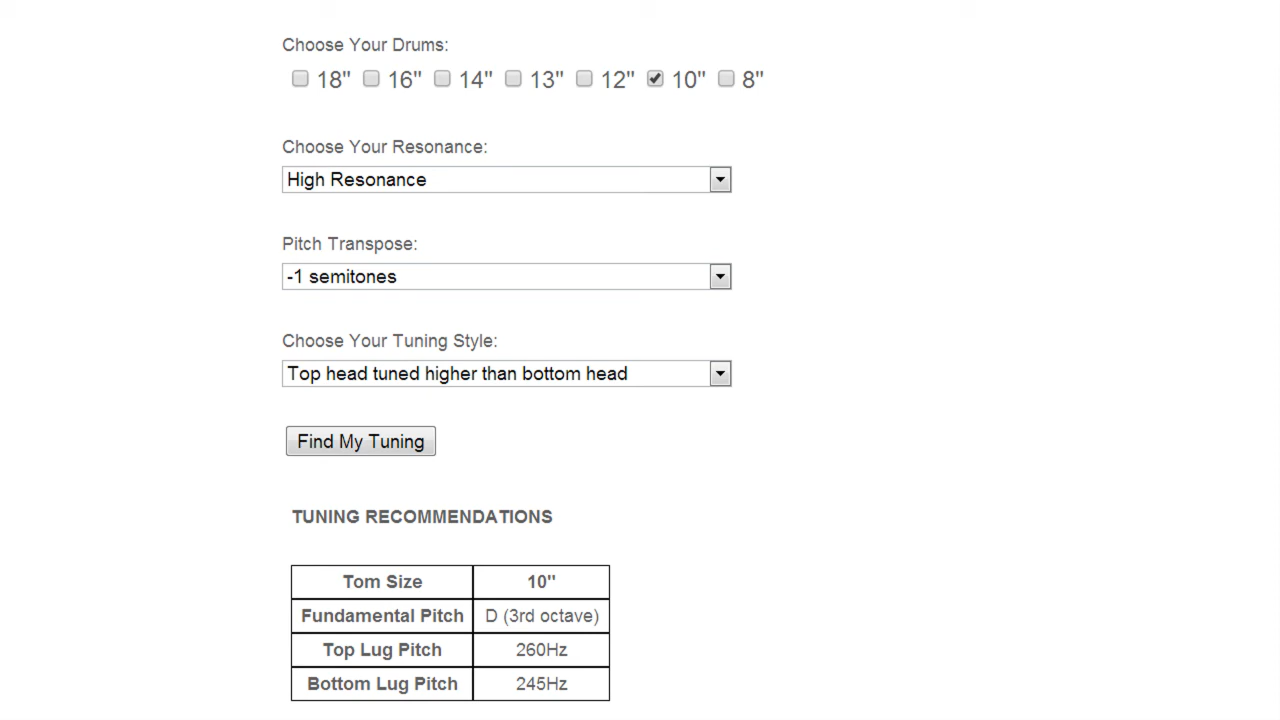 Choose Your Drums:
18" 16" 14" 13" 12" 10" 8"
Choose Your Resonance:
High Resonance
Pitch Transpose:
-1 semitones
Choose Your Tuning Style:
Top head tuned higher than bottom head
Find My Tuning
TUNING RECOMMENDATIONS
Tom Size 10"
Fundamental Pitch D (3rd octave)
Top Lug Pitch 260Hz
Bottom Lug Pitch 245Hz